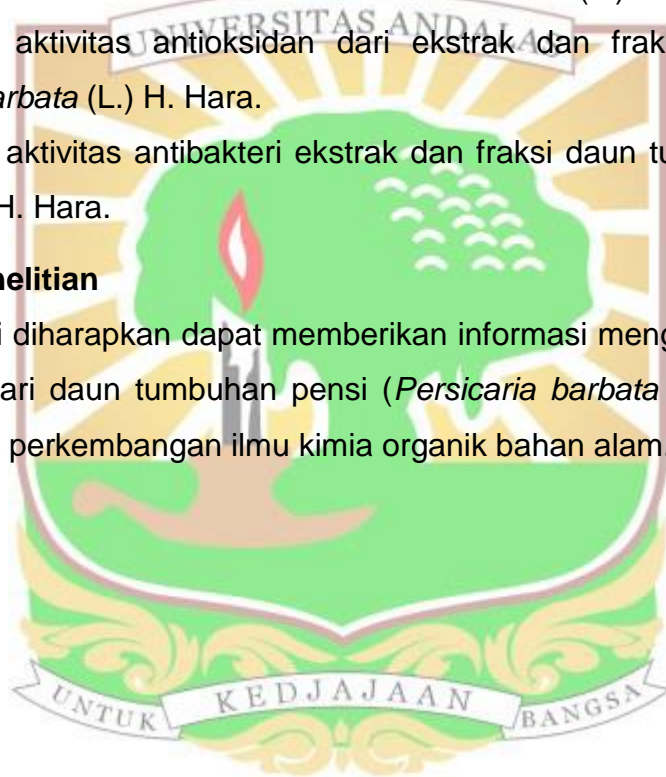 UNIVERSITAS ANDALAS
aktivitas antioksidan dari ekstrak dan frak
arbata (L.) H. Hara.
aktivitas antibakteri ekstrak dan fraksi daun tu
H. Hara.
nelitian
i diharapkan dapat memberikan informasi meng
ari daun tumbuhan pensi (Persicaria barbata
perkembangan ilmu kimia organik bahan alam.
UNTUK KEDJAJAAN BANGSA